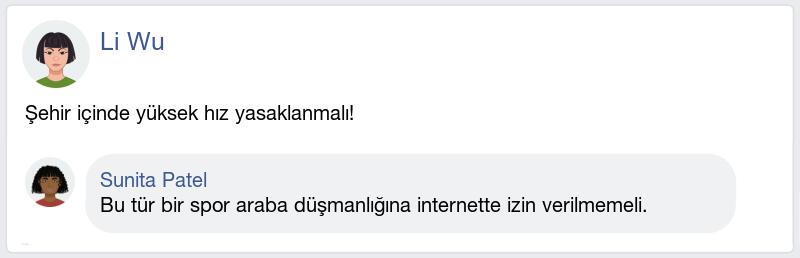 Li Wu
Şehir içinde yüksek hız yasaklanmalı!
Sunita Patel
Bu tür bir spor araba düşmanlığına internette izin verilmemeli.